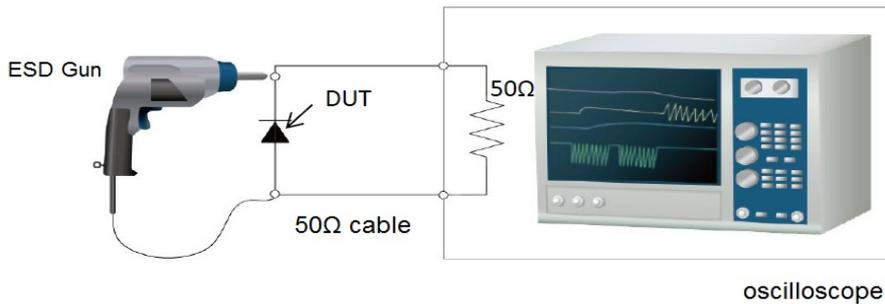 ESD Gun
DUT
50Ω
50Ω cable
oscilloscope